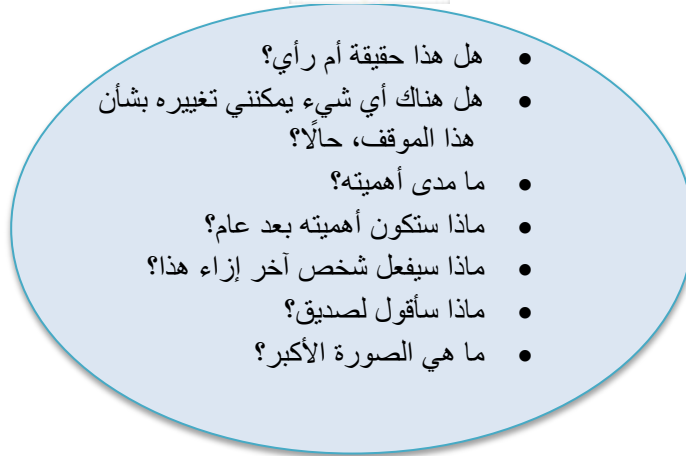 • هل هذا حقيقة أم رأي؟
• هل هناك أي شيء يمكنني تغييره بشأن
هذا الموقف، حالًا؟
• ما مدى أهميته؟
• ماذا ستكون أهميته بعد عام؟
• ماذا سيفعل شخص آخر إزاء هذا؟
• ماذا سأقول لصديق؟
• ما هي الصورة الأكبر؟